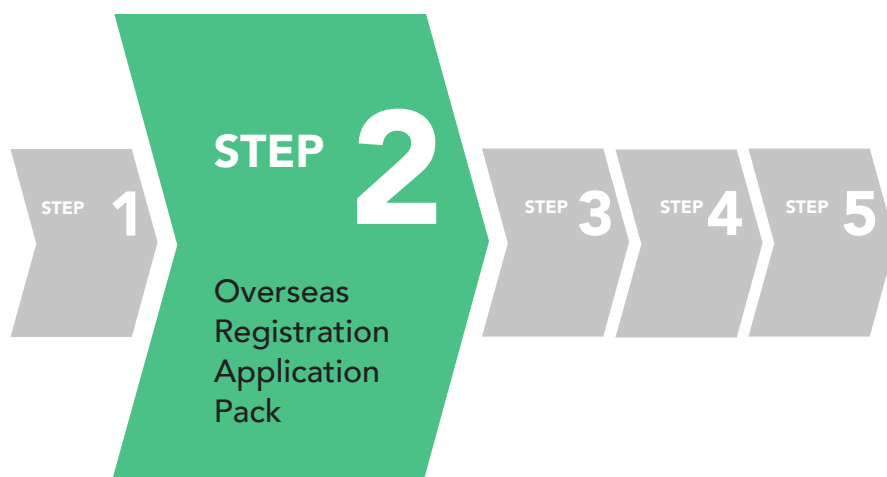 STEP 1
STEP 2
Overseas
Registration
Application
Pack
STEP 3
STEP 4
STEP 5